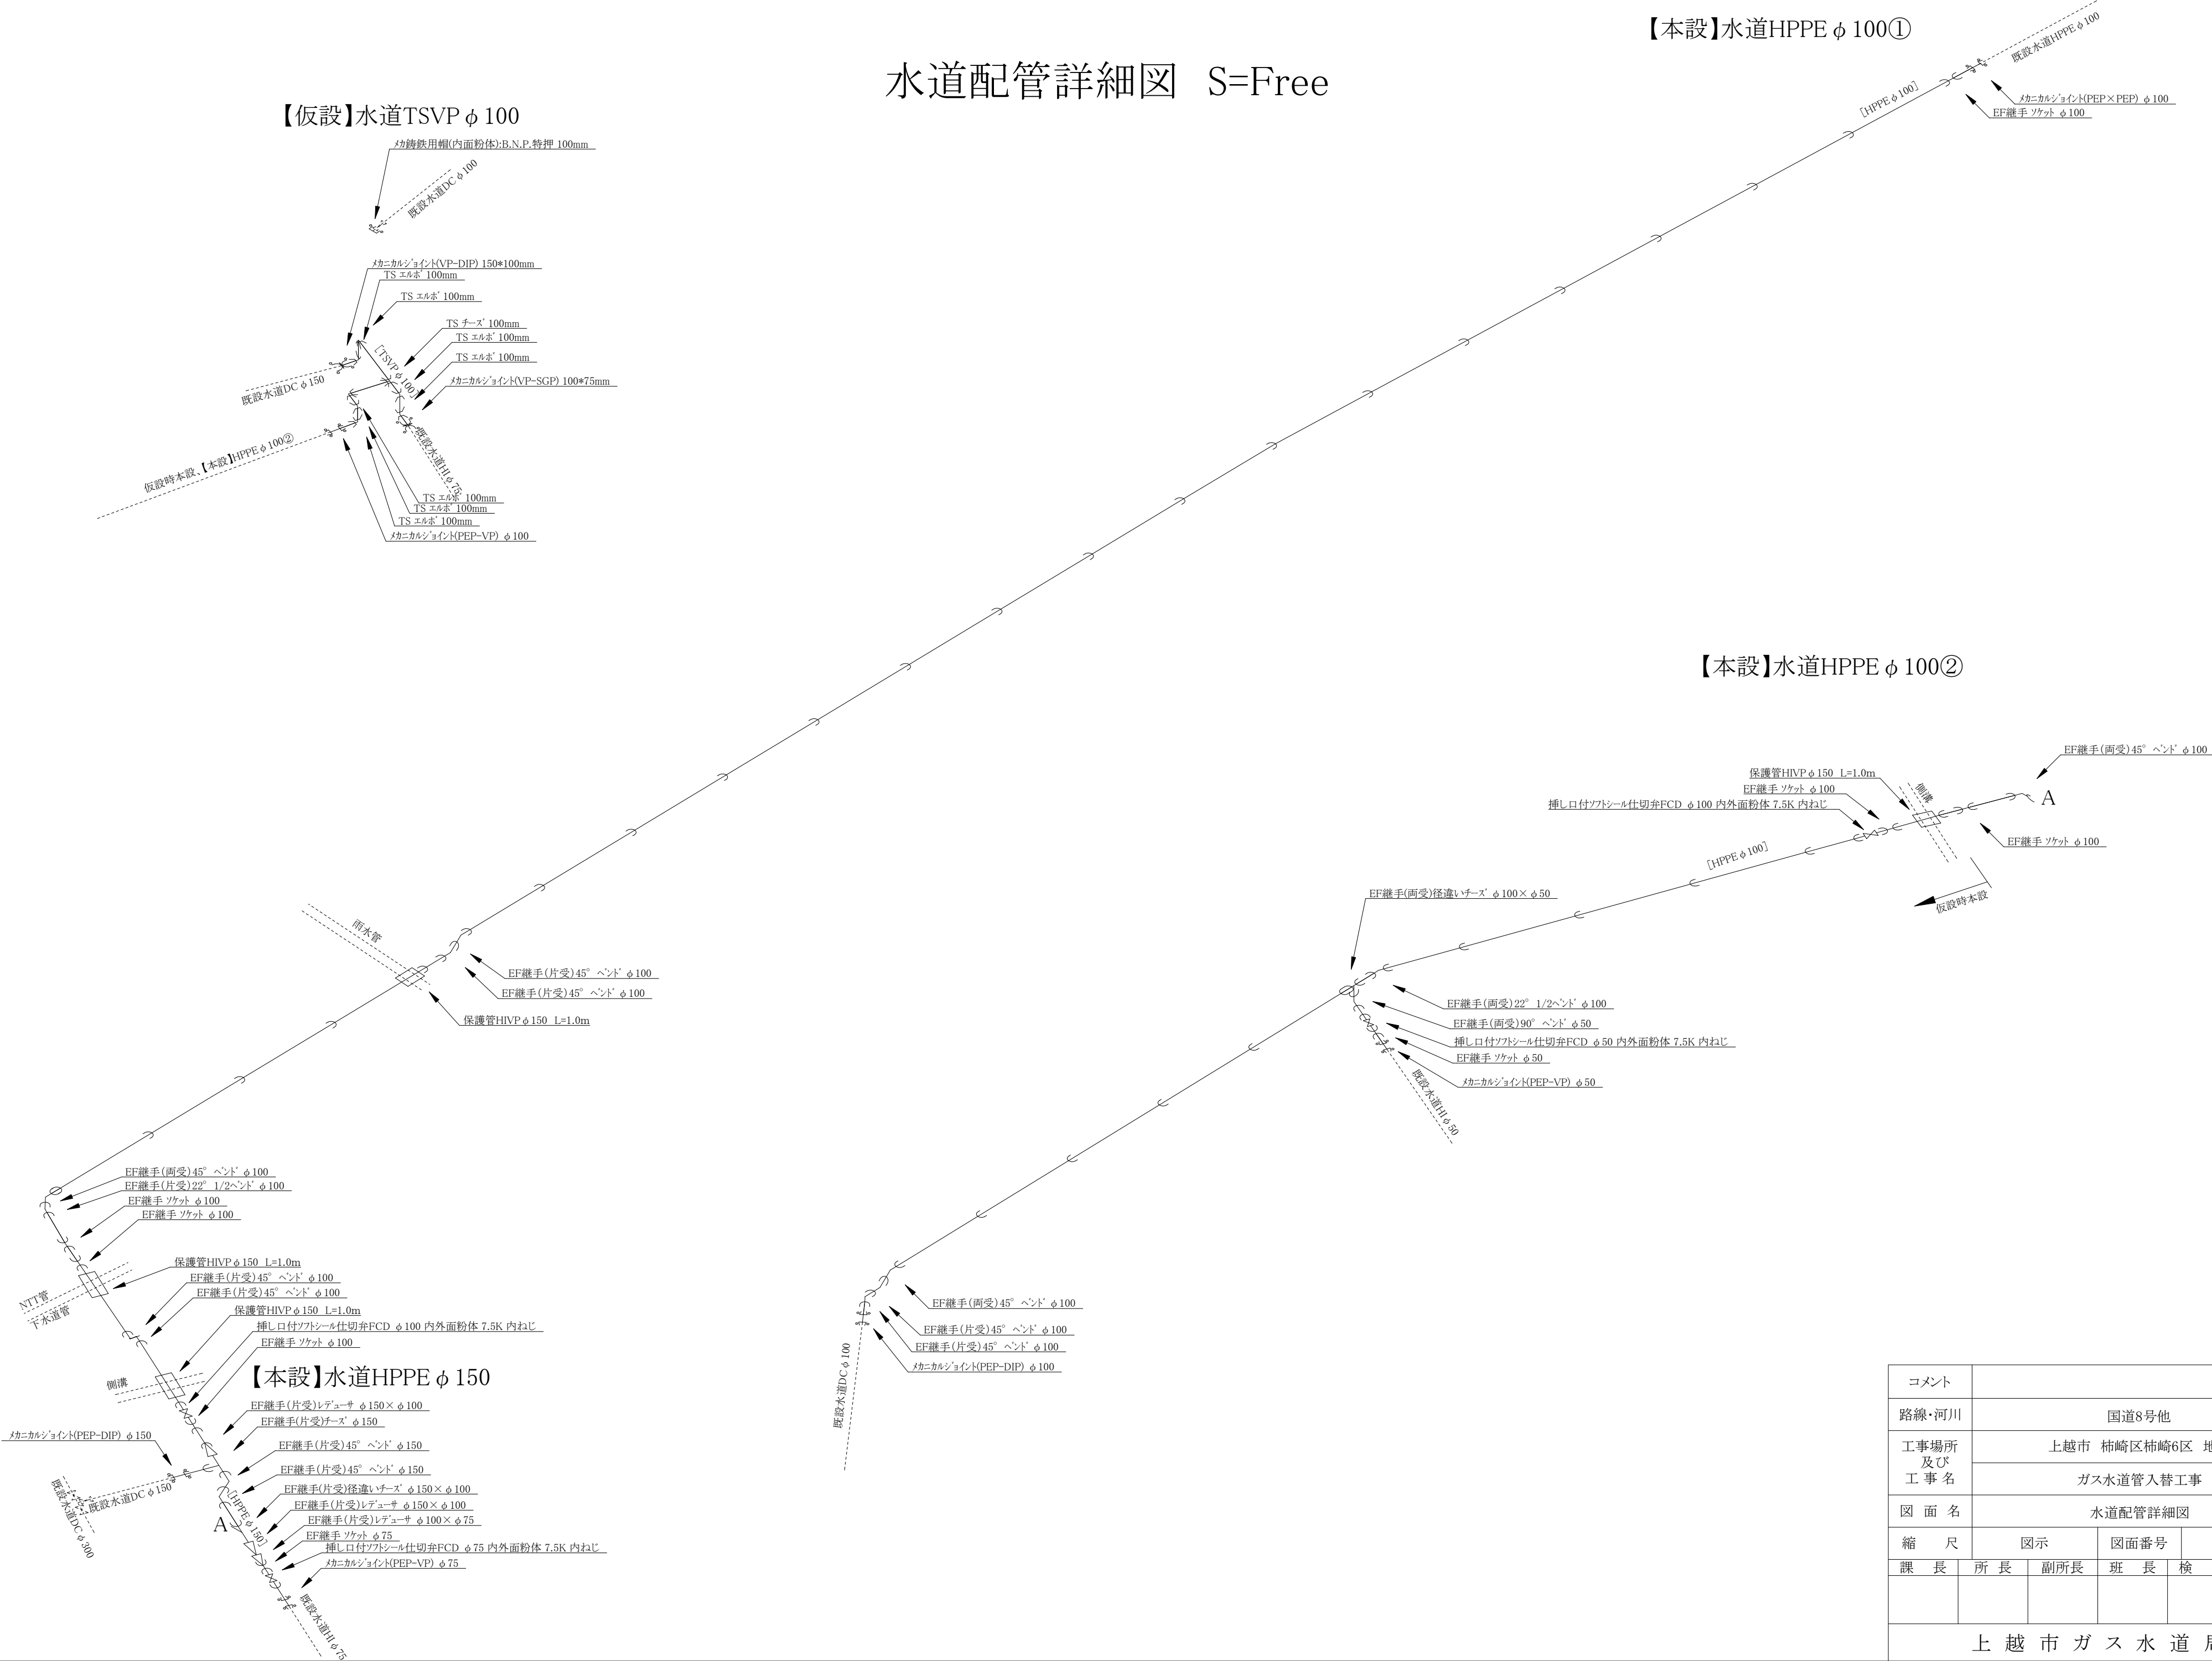 水道配管詳細図 S=Free
【仮設】水道TSVPφ100
メカ鋳鉄用帽(内面粉体):B.N.P.特押 100mm
既設水道DCφ100
メカニカルジョイント(VP-DIP) 150*100mm
TS エルボ 100mm
TS エルボ 100mm
TS チーズ 100mm
TS エルボ 100mm
TS エルボ 100mm
メカニカルジョイント(VP-SGP) 100*75mm
[TSVPφ100]
既設水道DCφ150
既設水道HIφ75
仮設時本設、【本設】HPPEφ100②
TS エルボ 100mm
TS エルボ 100mm
TS エルボ 100mm
メカニカルジョイント(PEP-VP) φ100
【本設】水道HPPEφ100①
既設水道HPPEφ100
[HPPEφ100]
メカニカルジョイント(PEP×PEP) φ100
EF継手 ソケット φ100
雨水管
EF継手(片受)45° ベンド φ100
EF継手(片受)45° ベンド φ100
保護管HIVPφ150 L=1.0m
EF継手(両受)45° ベンド φ100
EF継手(片受)22° 1/2ベンド φ100
EF継手 ソケット φ100
EF継手 ソケット φ100
保護管HIVPφ150 L=1.0m
NTT管
下水道管
EF継手(片受)45° ベンド φ100
EF継手(片受)45° ベンド φ100
保護管HIVPφ150 L=1.0m
挿し口付ソフトシール仕切弁FCD φ100 内外面粉体 7.5K 内ねじ
EF継手 ソケット φ100
側溝
【本設】水道HPPEφ150
EF継手(片受)レデューサ φ150×φ100
EF継手(片受)チーズ φ150
メカニカルジョイント(PEP-DIP) φ150
EF継手(片受)45° ベンド φ150
EF継手(片受)45° ベンド φ150
EF継手(片受)径違いチーズ φ150×φ100
EF継手(片受)レデューサ φ150×φ100
EF継手(片受)レデューサ φ100×φ75
EF継手 ソケット φ75
挿し口付ソフトシール仕切弁FCD φ75 内外面粉体 7.5K 内ねじ
メカニカルジョイント(PEP-VP) φ75
既設水道DCφ150
既設水道DCφ300
[HPPEφ150]
A
既設水道HIφ75
【本設】水道HPPEφ100②
EF継手(両受)45° ベンド φ100
保護管HIVPφ150 L=1.0m
EF継手 ソケット φ100
挿し口付ソフトシール仕切弁FCD φ100 内外面粉体 7.5K 内ねじ
側溝
A
EF継手 ソケット φ100
[HPPEφ100]
仮設時本設
EF継手(両受)径違いチーズ φ100×φ50
EF継手(両受)22° 1/2ベンド φ100
EF継手(両受)90° ベンド φ50
挿し口付ソフトシール仕切弁FCD φ50 内外面粉体 7.5K 内ねじ
EF継手 ソケット φ50
メカニカルジョイント(PEP-VP) φ50
既設水道HIφ50
EF継手(両受)45° ベンド φ100
EF継手(片受)45° ベンド φ100
EF継手(片受)45° ベンド φ100
メカニカルジョイント(PEP-DIP) φ100
既設水道DCφ100
コメント
路線・河川 国道8号他
工事場所 及び 工事名 上越市 柿崎区柿崎6区 地
ガス水道管入替工事
図面名 水道配管詳細図
縮尺 図示 図面番号
課長 所長 副所長 班長 検
上越市ガス水道局